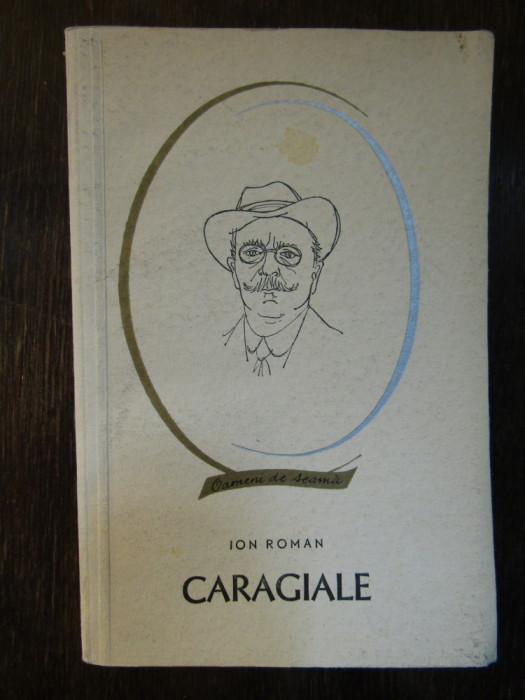 Oameni de seamă
ION ROMAN
CARAGIALE